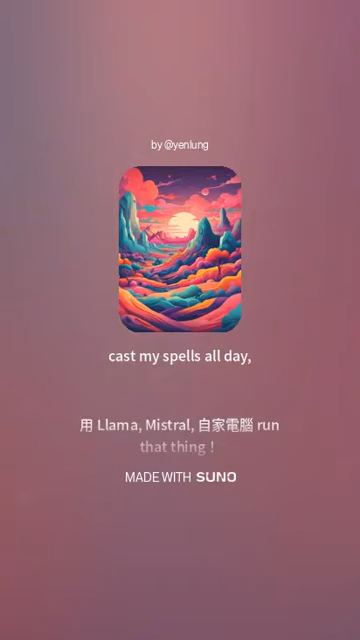 by @yenlung
cast my spells all day,
用 Llama, Mistral, 自家電腦 run
that thing！
MADE WITH SUNO